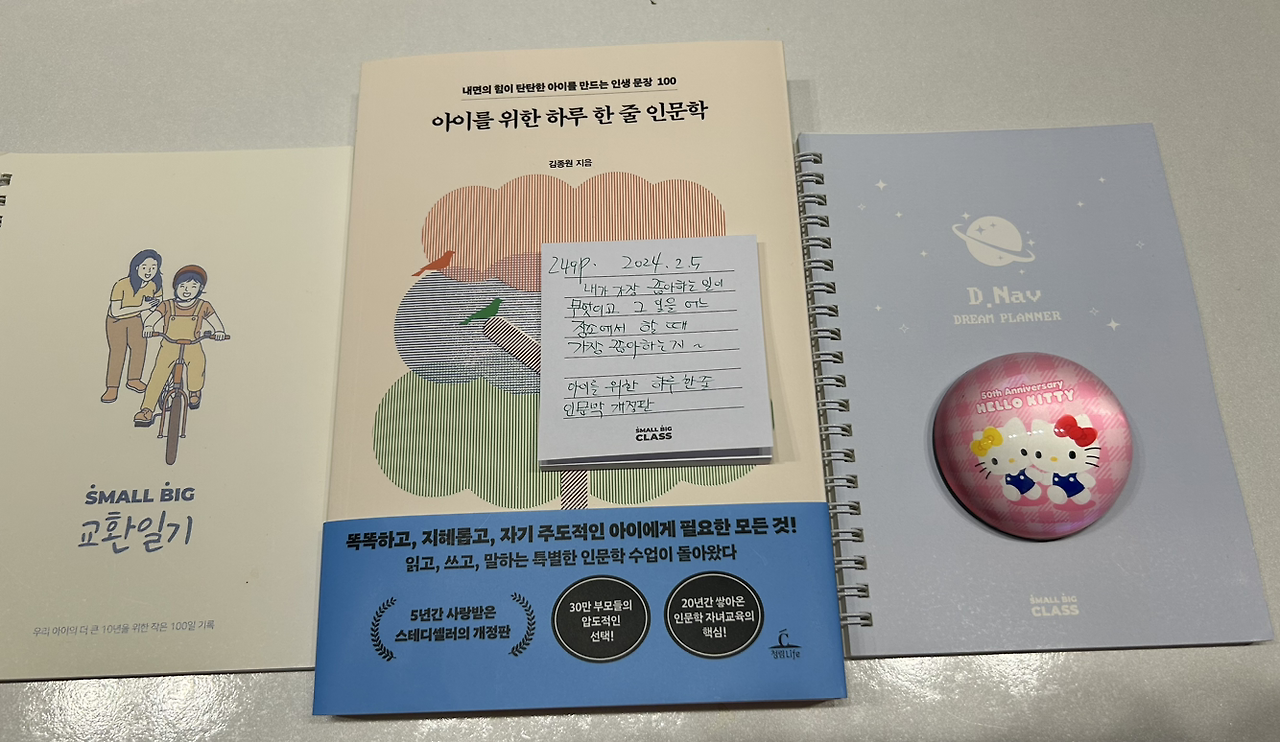 SMALL BIG
교환일기
우리 아이의 더 큰 10년을 위한 작은 100일 기록
내면의 힘이 탄탄한 아이를 만드는 인생 문장 100
아이를 위한 하루 한 줄 인문학
김종원 지음
249p. 2024.2.5
내가 가장 좋아하는 일이
무엇이고 그 일을 어느
장소에서 할 때
가장 좋아하는지 ~
아이를 위한 하루 한 줄
인문학 개정판
SMALL BIG
CLASS
똑똑하고, 지혜롭고, 자기 주도적인 아이에게 필요한 모든 것!
읽고, 쓰고, 말하는 특별한 인문학 수업이 돌아왔다
5년간 사랑받은
스테디셀러의 개정판
30만 부모들의
압도적인
선택!
20년간 쌓아온
인문학 자녀교육의
핵심!
청림Life
D.Nav
DREAM PLANNER
50th Anniversary
HELLO KITTY
SMALL BIG
CLASS